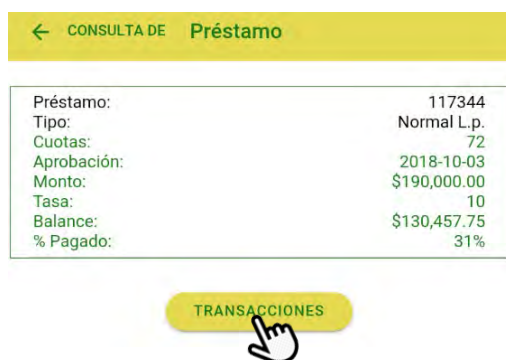 ← CONSULTA DE Préstamo
Préstamo: 117344
Tipo: Normal L.p.
Cuotas: 72
Aprobación: 2018-10-03
Monto: $190,000.00
Tasa: 10
Balance: $130,457.75
% Pagado: 31%
TRANSACCIONES